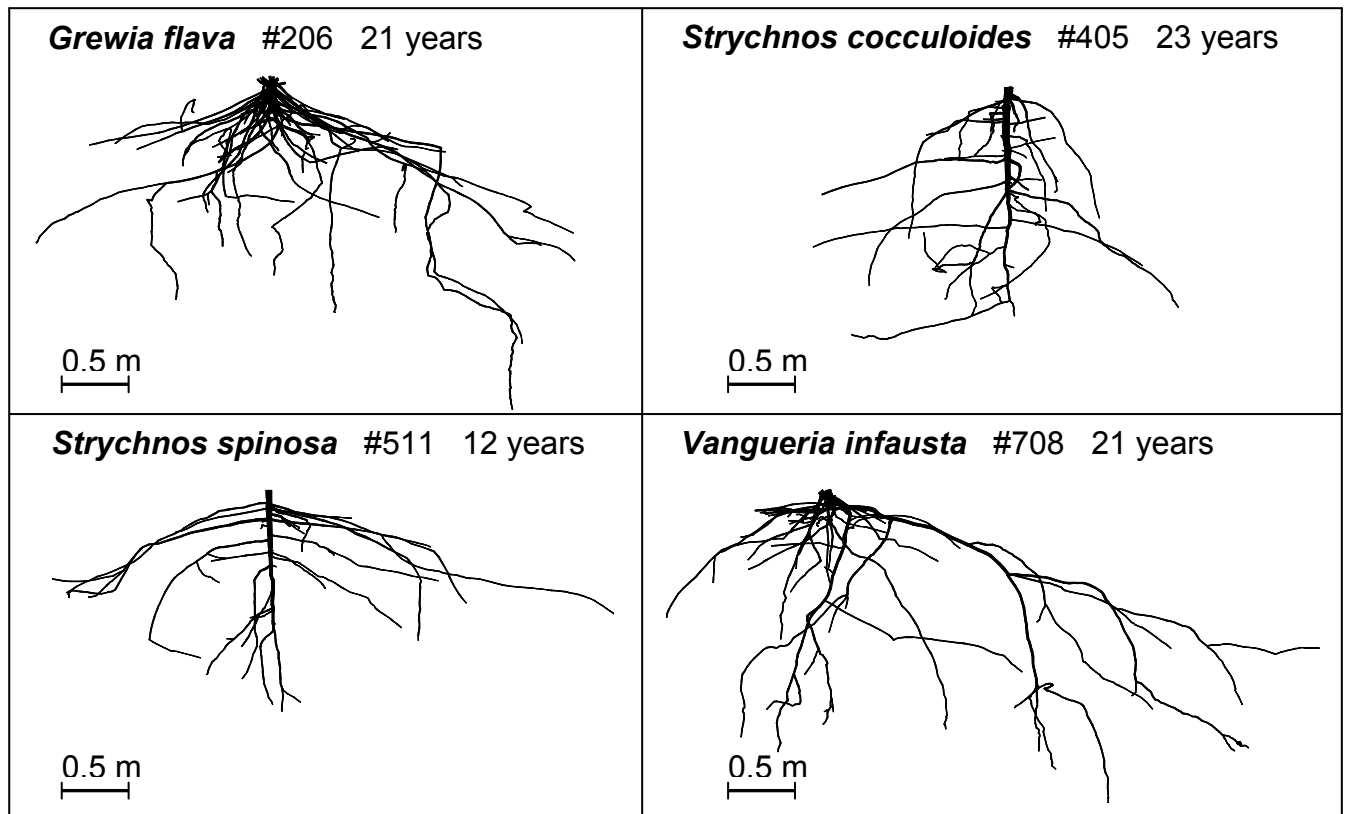 Grewia flava #206 21 years
Strychnos cocculoides #405 23 years
0.5 m
0.5 m
Strychnos spinosa #511 12 years
Vangueria infausta #708 21 years
0.5 m
0.5 m